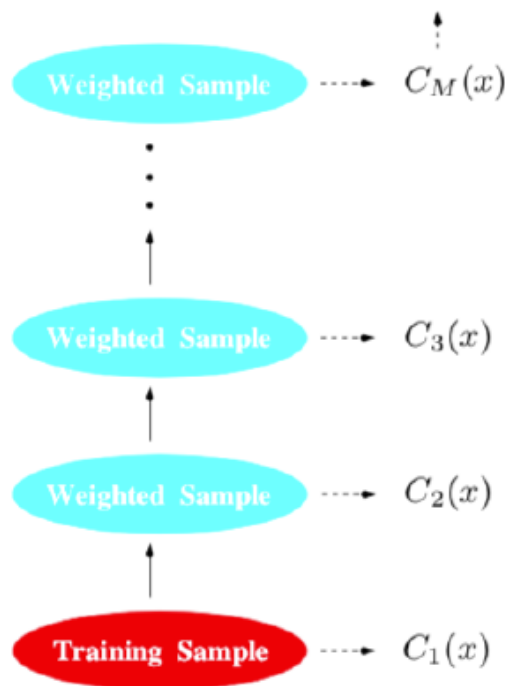 Weighted Sample C_M(x)
Weighted Sample C_3(x)
Weighted Sample C_2(x)
Training Sample C_1(x)